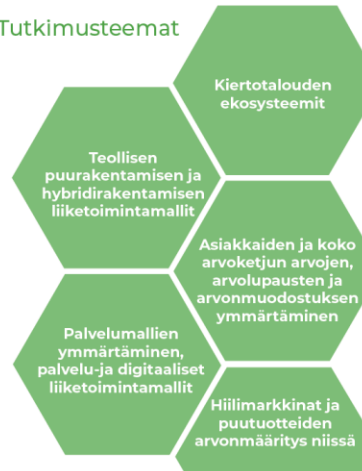 Tutkimusteemat
Kiertotalouden
ekosysteemit
Teollisen
puurakentamisen ja
hybridirakentamisen
liiketoimintamallit
Asiakkaiden ja koko
arvoketjun arvojen,
arvolupausten ja
arvonmuodostuksen
ymmärtäminen
Palvelumallien
ymmärtäminen,
palvelu-ja digitaaliset
liiketoimintamallit
Hiilimarkkinat ja
puutuotteiden
arvonmääritys niissä